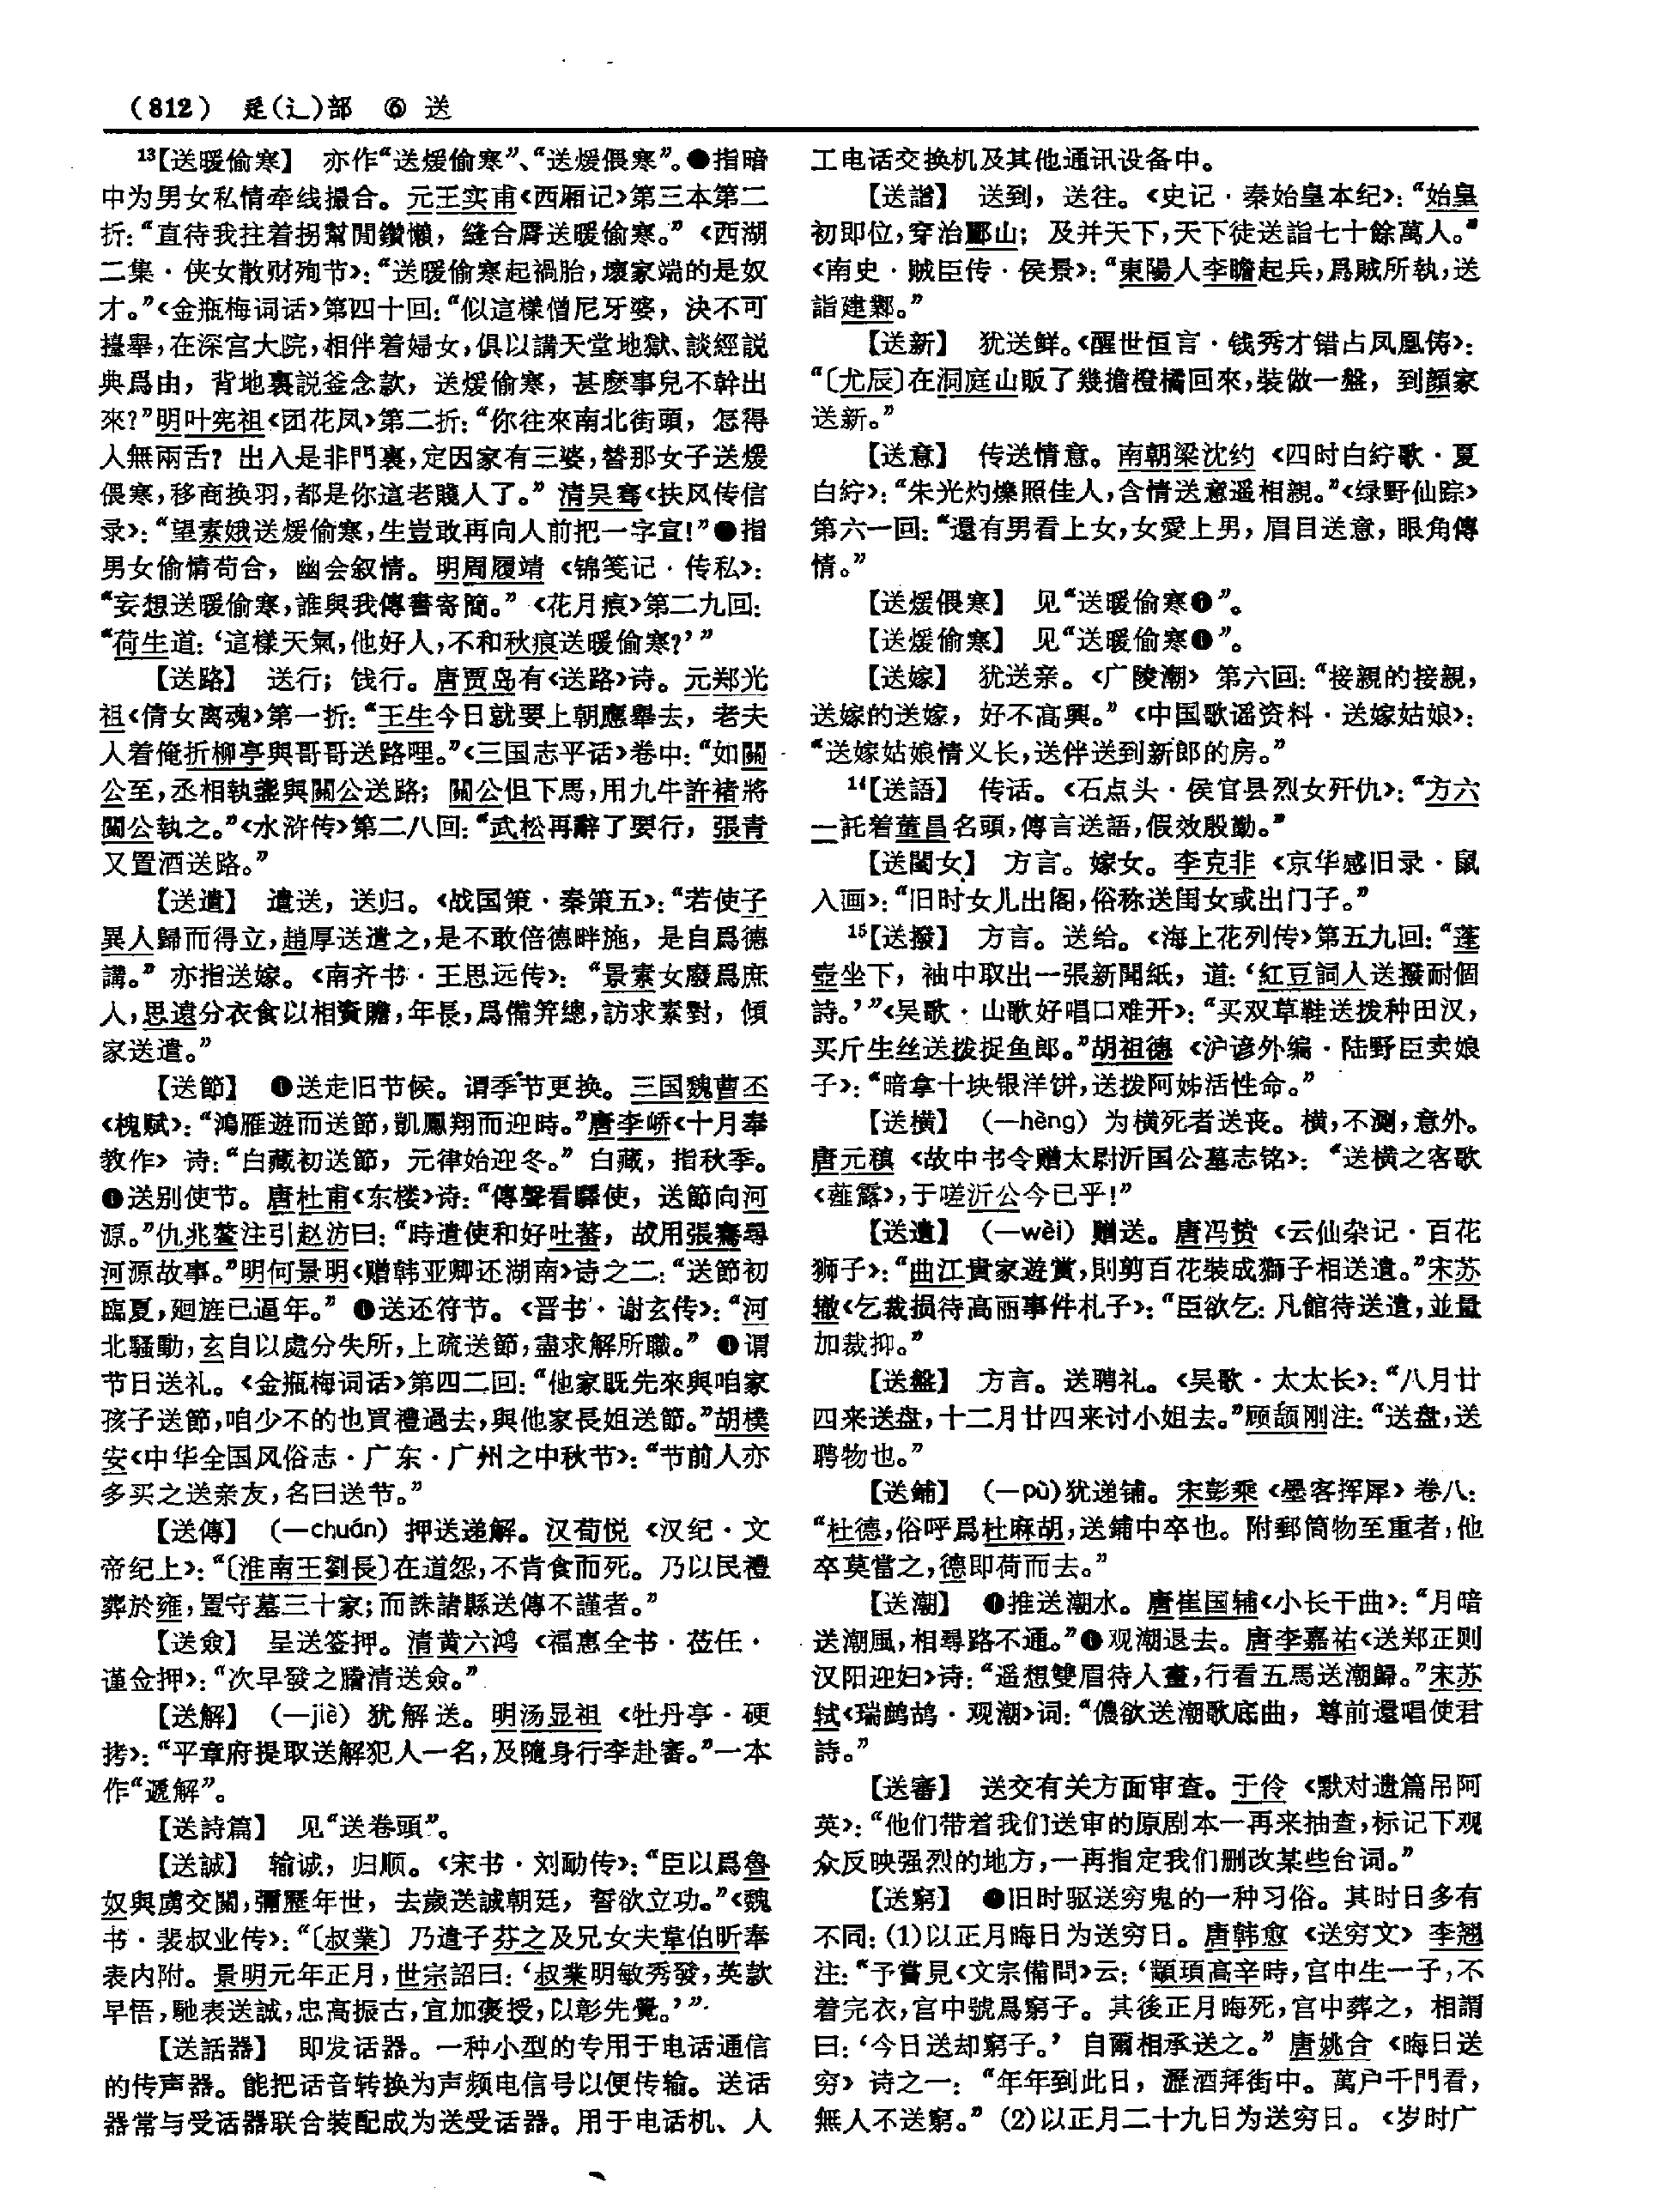 (812) 辵(辶)部 ⑥ 送
¹³【送暖偷寒】 亦作“送煖偷寒”、“送煖偎寒”。❶指暗
中为男女私情牵线撮合。元王实甫《西厢记》第三本第二
折：“直待我拄着拐幫閒鑽懶，縫合脣送暖偷寒。”《西湖
二集·侠女散财殉节》：“送暖偷寒起禍胎，壞家端的是奴
才。”《金瓶梅词话》第四十回：“似這樣僧尼牙婆，決不可
擡舉，在深宫大院，相伴着婦女，俱以講天堂地獄、談經説
典爲由，背地裏説釜念款，送煖偷寒，甚麽事兒不幹出
來？”明叶宪祖《团花凤》第二折：“你往來南北街頭，怎得
人無兩舌？出入是非門裏，定因家有三婆，替那女子送煖
偎寒，移商换羽，都是你這老賤人了。”清吴骞《扶风传信
录》：“望素娥送煖偷寒，生豈敢再向人前把一字宣！”❷指
男女偷情苟合，幽会叙情。明周履靖《锦笺记·传私》：
“妄想送暖偷寒，誰與我傳書寄簡。”《花月痕》第二九回：
“荷生道：‘這樣天氣，他好人，不和秋痕送暖偷寒？’”
【送路】 送行；饯行。唐贾岛有《送路》诗。元郑光
祖《倩女离魂》第一折：“王生今日就要上朝應舉去，老夫
人着俺折柳亭與哥哥送路哩。”《三国志平话》卷中：“如關
公至，丞相執盞與關公送路；關公但下馬，用九牛許褚將
關公執之。”《水浒传》第二八回：“武松再辭了要行，張青
又置酒送路。”
【送遣】 遣送，送归。《战国策·秦策五》：“若使子
異人歸而得立，趙厚送遣之，是不敢倍德畔施，是自爲德
講。”亦指送嫁。《南齐书·王思远传》：“景素女廢爲庶
人，思遠分衣食以相資贍，年長，爲備笄總，訪求素對，傾
家送遣。”
【送節】 ❶送走旧节候。谓季节更换。三国魏曹丕
《槐赋》：“鴻雁遊而送節，凱鳳翔而迎時。”唐李峤《十月奉
教作》诗：“白藏初送節，元律始迎冬。”白藏，指秋季。
❷送别使节。唐杜甫《东楼》诗：“傳聲看驛使，送節向河
源。”仇兆鳌注引赵汸曰：“時遣使和好吐蕃，故用張騫尋
河源故事。”明何景明《赠韩亚卿还湖南》诗之二：“送節初
臨夏，廻旌已逼年。”❸送还符节。《晋书·谢玄传》：“河
北騷動，玄自以處分失所，上疏送節，盡求解所職。”❹谓
节日送礼。《金瓶梅词话》第四二回：“他家既先來與咱家
孩子送節，咱少不的也買禮過去，與他家長姐送節。”胡樸
安《中华全国风俗志·广东·广州之中秋节》：“节前人亦
多买之送亲友，名曰送节。”
【送傳】 （—chuán）押送递解。汉荀悦《汉纪·文
帝纪上》：“〔淮南王劉長〕在道怨，不肯食而死。乃以民禮
葬於雍，置守墓三十家；而誅諸縣送傳不謹者。”
【送僉】 呈送签押。清黄六鸿《福惠全书·莅任·
谨佥押》：“次早發之謄清送僉。”
【送解】 （—jiè）犹解送。明汤显祖《牡丹亭·硬
拷》：“平章府提取送解犯人一名，及隨身行李赴審。”一本
作“遞解”。
【送詩篇】 见“送卷頭”。
【送誠】 输诚，归顺。《宋书·刘勔传》：“臣以爲魯
奴與虜交關，彌歷年世，去歲送誠朝廷，誓欲立功。”《魏
书·裴叔业传》：“〔叔業〕乃遣子芬之及兄女夫韋伯昕奉
表内附。景明元年正月，世宗詔曰：‘叔業明敏秀發，英款
早悟，馳表送誠，忠高振古，宜加褒授，以彰先覺。’”
【送話器】 即发话器。一种小型的专用于电话通信
的传声器。能把话音转换为声频电信号以便传输。送话
器常与受话器联合装配成为送受话器。用于电话机、人
工电话交换机及其他通讯设备中。
【送詣】 送到，送往。《史记·秦始皇本纪》：“始皇
初即位，穿治酈山；及并天下，天下徒送詣七十餘萬人。”
《南史·贼臣传·侯景》：“東陽人李瞻起兵，爲賊所執，送
詣建鄴。”
【送新】 犹送鲜。《醒世恒言·钱秀才错占凤凰俦》：
“〔尤辰〕在洞庭山販了幾擔橙橘回來，裝做一盤，到顔家
送新。”
【送意】 传送情意。南朝梁沈约《四时白紵歌·夏
白紵》：“朱光灼爍照佳人，含情送意遥相親。”《绿野仙踪》
第六一回：“還有男看上女，女愛上男，眉目送意，眼角傳
情。”
【送煖偎寒】 见“送暖偷寒❶”。
【送煖偷寒】 见“送暖偷寒❶”。
【送嫁】 犹送亲。《广陵潮》第六回：“接親的接親，
送嫁的送嫁，好不高興。”《中国歌谣资料·送嫁姑娘》：
“送嫁姑娘情义长，送伴送到新郎的房。”
¹⁴【送語】 传话。《石点头·侯官县烈女歼仇》：“方六
一託着董昌名頭，傳言送語，假效殷勤。”
【送閨女】 方言。嫁女。李克非《京华感旧录·鼠
入画》：“旧时女儿出阁，俗称送闺女或出门子。”
¹⁵【送撥】 方言。送给。《海上花列传》第五九回：“蓬
壺坐下，袖中取出一張新聞紙，道：‘紅豆詞人送撥耐個
詩。’”《吴歌·山歌好唱口难开》：“买双草鞋送拨种田汉，
买斤生丝送拨捉鱼郎。”胡祖德《沪谚外编·陆野臣卖娘
子》：“暗拿十块银洋饼，送拨阿姊活性命。”
【送横】 （—hèng）为横死者送丧。横，不测，意外。
唐元稹《故中书令赠太尉沂国公墓志铭》：“送横之客歌
《薤露》，于嗟沂公今已乎！”
【送遺】 （—wèi）赠送。唐冯贽《云仙杂记·百花
狮子》：“曲江貴家遊賞，則剪百花裝成獅子相送遺。”宋苏
辙《乞裁损待高丽事件札子》：“臣欲乞：凡館待送遺，並量
加裁抑。”
【送盤】 方言。送聘礼。《吴歌·太太长》：“八月廿
四来送盘，十二月廿四来讨小姐去。”顾颉刚注：“送盘，送
聘物也。”
【送鋪】 （—pù）犹递铺。宋彭乘《墨客挥犀》卷八：
“杜德，俗呼爲杜麻胡，送鋪中卒也。附郵筒物至重者，他
卒莫當之，德即荷而去。”
【送潮】 ❶推送潮水。唐崔国辅《小长干曲》：“月暗
送潮風，相尋路不通。”❷观潮退去。唐李嘉祐《送郑正则
汉阳迎妇》诗：“遥想雙眉待人畫，行看五馬送潮歸。”宋苏
轼《瑞鹧鸪·观潮》词：“儂欲送潮歌底曲，尊前還唱使君
詩。”
【送審】 送交有关方面审查。于伶《默对遗篇吊阿
英》：“他们带着我们送审的原剧本一再来抽查，标记下观
众反映强烈的地方，一再指定我们删改某些台词。”
【送窮】 ❶旧时驱送穷鬼的一种习俗。其时日多有
不同：(1)以正月晦日为送穷日。唐韩愈《送穷文》李翘
注：“予嘗見《文宗備問》云：‘顓頊高辛時，宫中生一子，不
着完衣，宫中號爲窮子。其後正月晦死，宫中葬之，相謂
曰：‘今日送却窮子。’自爾相承送之。”唐姚合《晦日送
穷》诗之一：“年年到此日，瀝酒拜街中。萬户千門看，
無人不送窮。”(2)以正月二十九日为送穷日。《岁时广